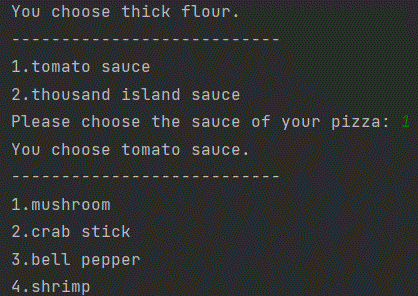 You choose thick flour.
---------------------------
1.tomato sauce
2.thousand island sauce
Please choose the sauce of your pizza: 1
You choose tomato sauce.
---------------------------
1.mushroom
2.crab stick
3.bell pepper
4.shrimp